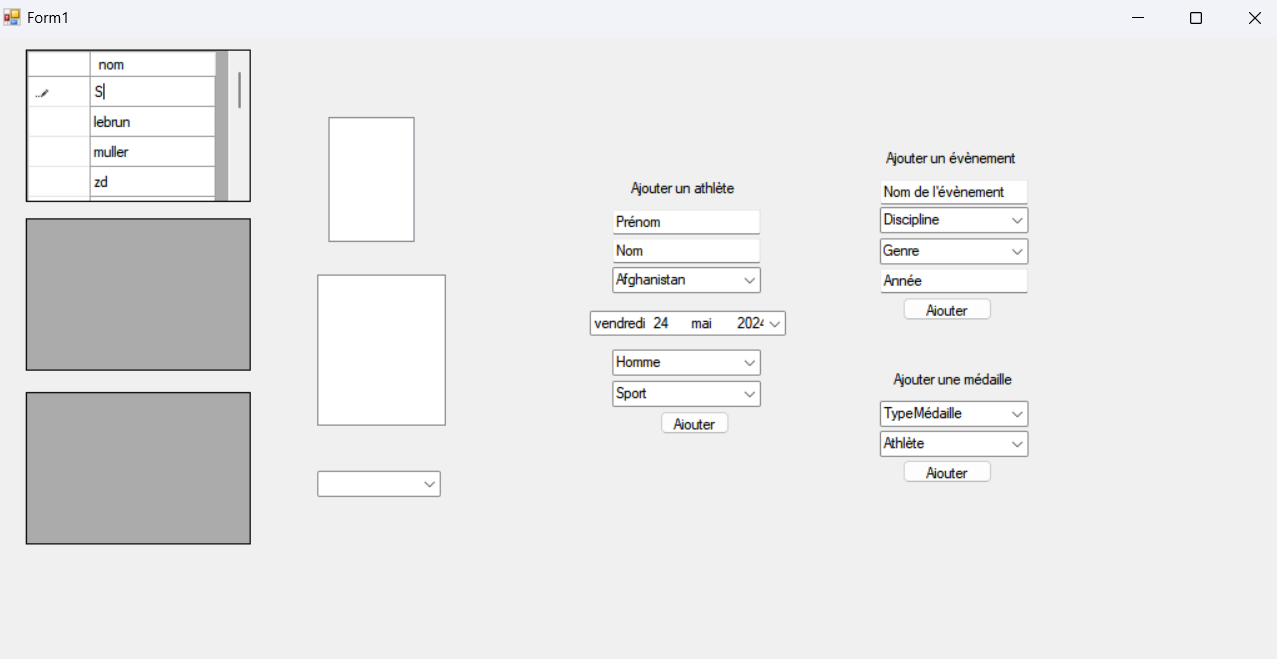 Form1
nom
S
lebrun
muller
zd
Ajouter un athlète
Prénom
Nom
Afghanistan
vendredi 24 mai 2024
Homme
Sport
Ajouter
Ajouter un évènement
Nom de l'évènement
Discipline
Genre
Année
Ajouter
Ajouter une médaille
TypeMédaille
Athlète
Ajouter